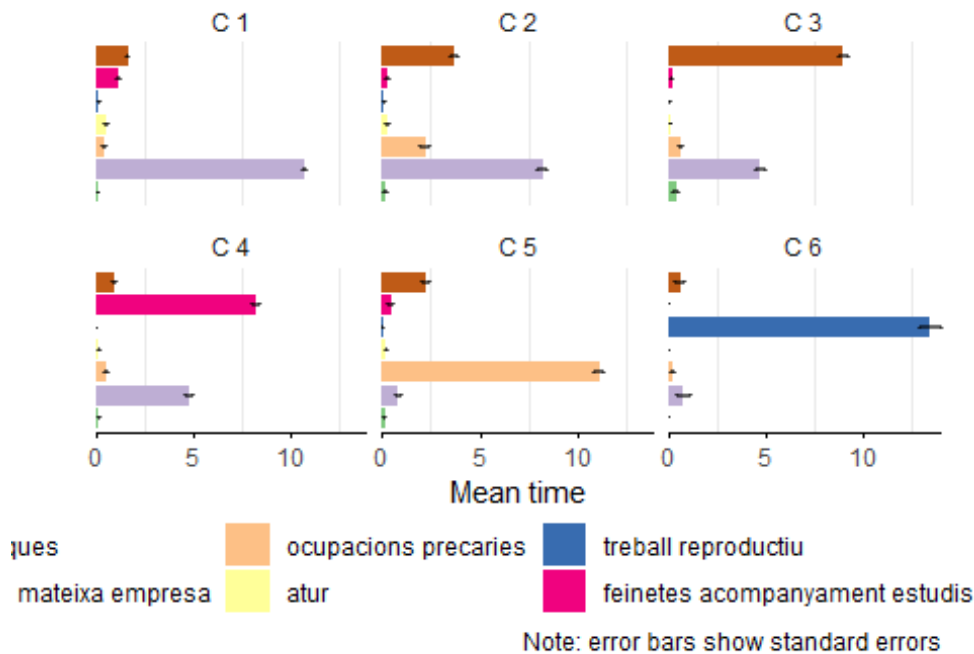 C 1 C 2 C 3
C 4 C 5 C 6
0 5 10 0 5 10 0 5 10
Mean time
ques ocupacions precaries treball reproductiu
mateixa empresa atur feinetes acompanyament estudis
Note: error bars show standard errors